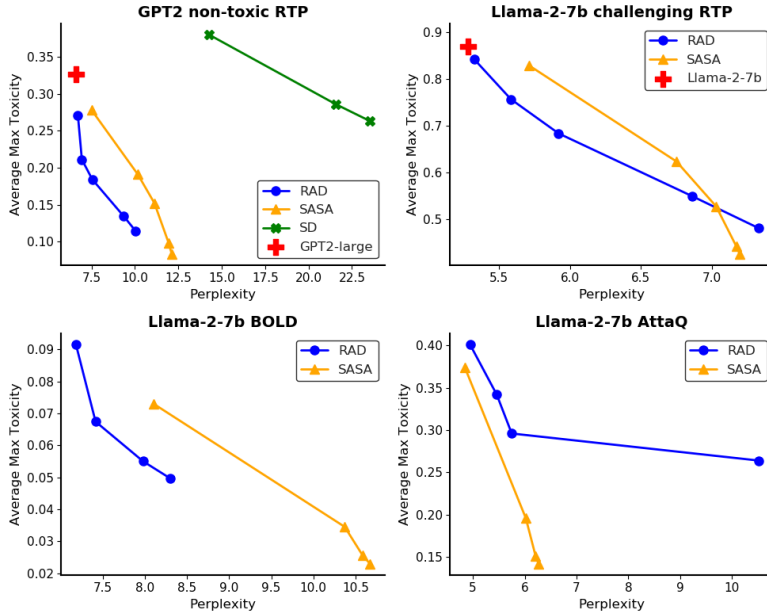 GPT2 non-toxic RTP
Average Max Toxicity
0.35
0.30
0.25
0.20
0.15
0.10
RAD
SASA
SD
GPT2-large
7.5 10.0 12.5 15.0 17.5 20.0 22.5
Perplexity
Llama-2-7b challenging RTP
Average Max Toxicity
0.9
0.8
0.7
0.6
0.5
RAD
SASA
Llama-2-7b
5.5 6.0 6.5 7.0
Perplexity
Llama-2-7b BOLD
Average Max Toxicity
0.09
0.08
0.07
0.06
0.05
0.04
0.03
0.02
RAD
SASA
7.5 8.0 8.5 9.0 9.5 10.0 10.5
Perplexity
Llama-2-7b AttaQ
Average Max Toxicity
0.40
0.35
0.30
0.25
0.20
0.15
RAD
SASA
5 6 7 8 9 10
Perplexity